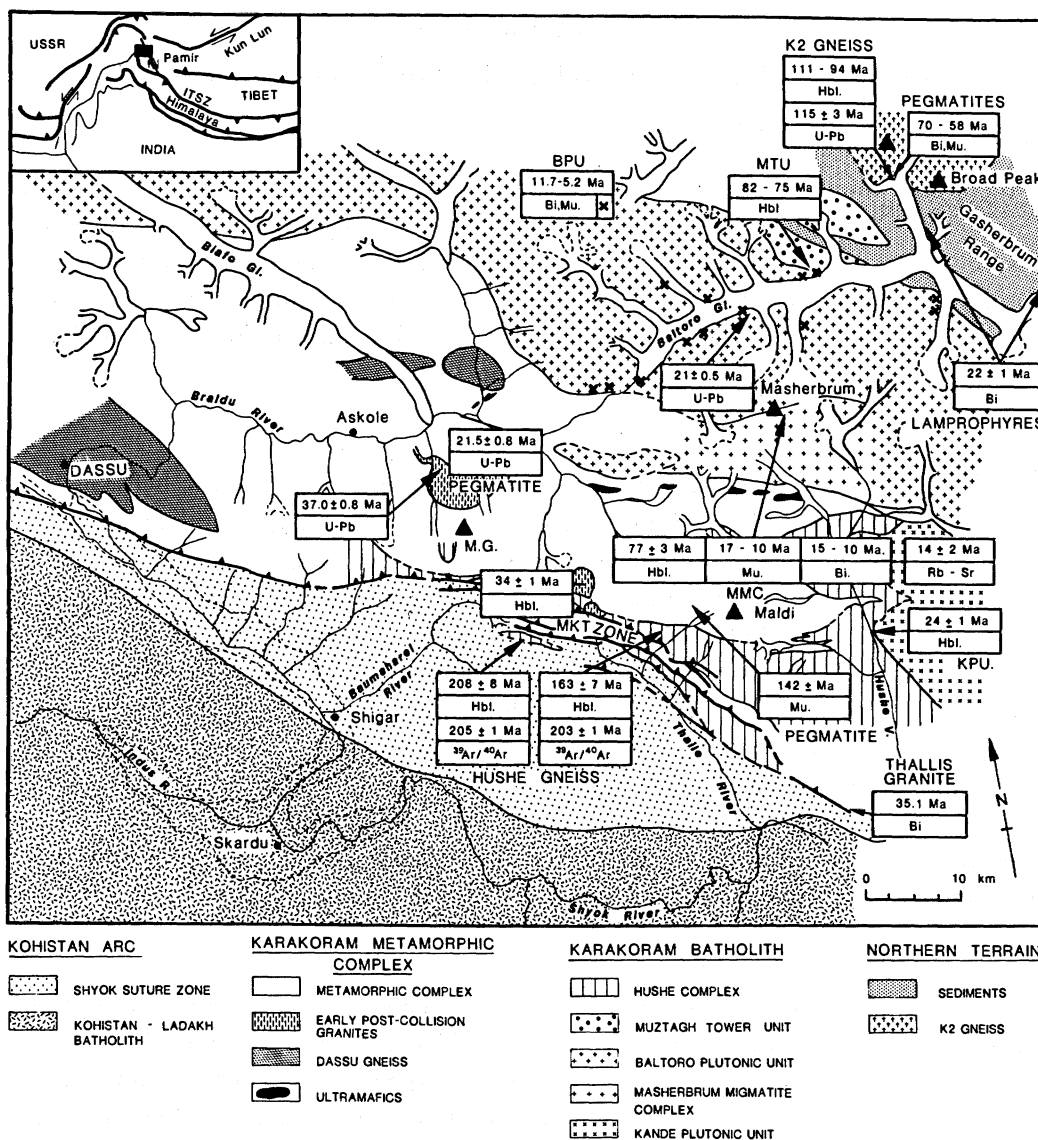 USSR
Pamir
Kun Lun
ITSZ
Himalaya
TIBET
INDIA
K2 GNEISS
111 - 94 Ma
Hbl.
115 ± 3 Ma
U-Pb
PEGMATITES
70 - 58 Ma
Bi,Mu.
Broad Peak
Gasherbrum
Range
BPU
11.7-5.2 Ma
Bi,Mu.
MTU
82 - 75 Ma
Hbl
Biafo Gl.
Baltoro Gl.
21±0.5 Ma
U-Pb
Masherbrum
22 ± 1 Ma
Bi
LAMPROPHYRES
Braldu
River
Askole
DASSU
21.5±0.8 Ma
U-Pb
PEGMATITE
37.0±0.8 Ma
U-Pb
M.G.
77 ± 3 Ma
Hbl.
17 - 10 Ma
Mu.
15 - 10 Ma.
Bi.
14 ± 2 Ma
Rb - Sr
MMC
Maldi
34 ± 1 Ma
Hbl.
MKT ZONE
24 ± 1 Ma
Hbl.
KPU.
208 ± 8 Ma
Hbl.
205 ± 1 Ma
³⁹Ar/⁴⁰Ar
163 ± 7 Ma
Hbl.
203 ± 1 Ma
³⁹Ar/⁴⁰Ar
HUSHE GNEISS
142 ± Ma
Mu.
PEGMATITE
Hushe V.
Thalle
River
River
Shigar
Indus R.
Skardu
Shyok River
THALLIS
GRANITE
35.1 Ma
Bi
N
0 10 km
KOHISTAN ARC
SHYOK SUTURE ZONE
KOHISTAN - LADAKH
BATHOLITH
KARAKORAM METAMORPHIC
COMPLEX
METAMORPHIC COMPLEX
EARLY POST-COLLISION
GRANITES
DASSU GNEISS
ULTRAMAFICS
KARAKORAM BATHOLITH
HUSHE COMPLEX
MUZTAGH TOWER UNIT
BALTORO PLUTONIC UNIT
MASHERBRUM MIGMATITE
COMPLEX
KANDE PLUTONIC UNIT
NORTHERN TERRAIN
SEDIMENTS
K2 GNEISS